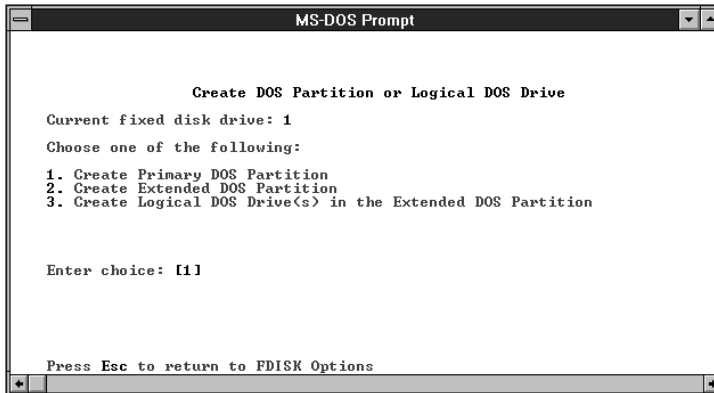 MS-DOS Prompt
Create DOS Partition or Logical DOS Drive
Current fixed disk drive: 1
Choose one of the following:
1. Create Primary DOS Partition
2. Create Extended DOS Partition
3. Create Logical DOS Drive(s) in the Extended DOS Partition
Enter choice: [1]
Press Esc to return to FDISK Options